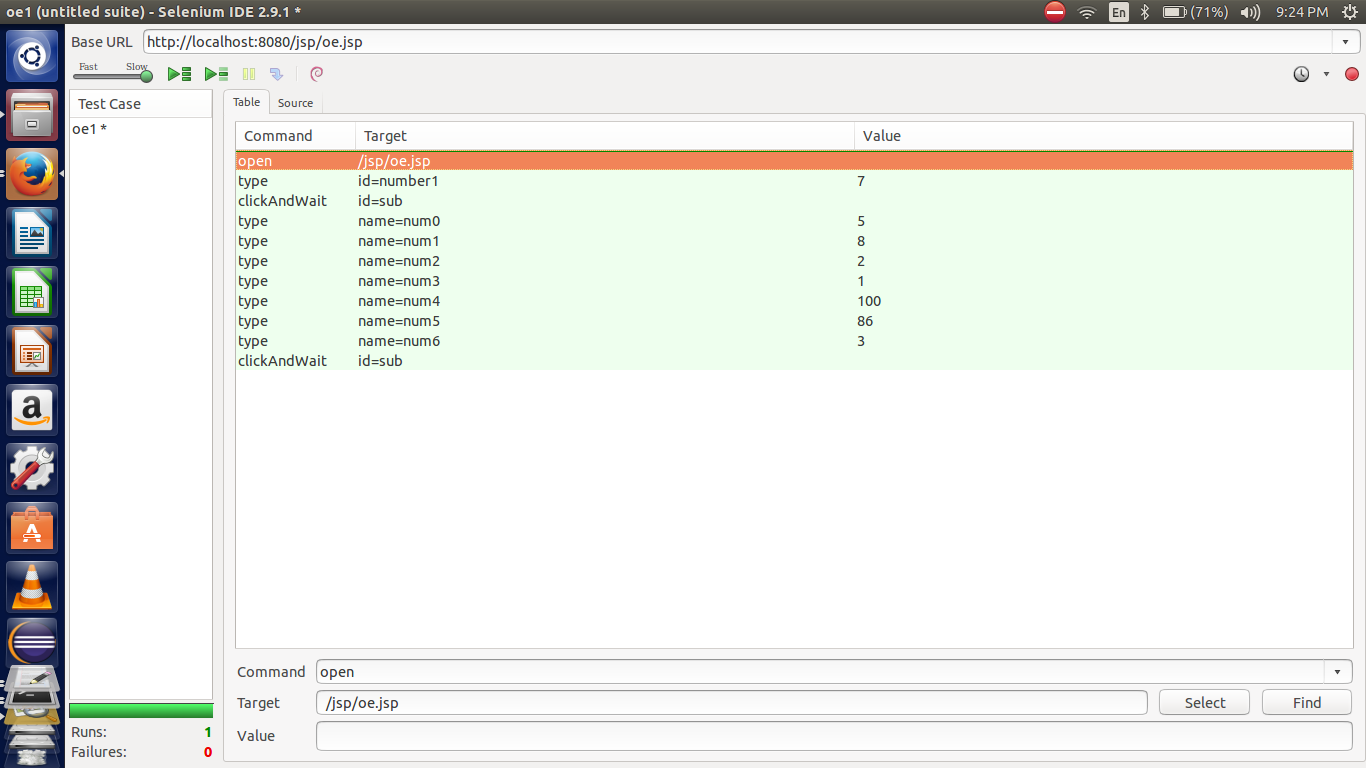 oe1 (untitled suite) - Selenium IDE 2.9.1 *
En
(71%)
9:24 PM
Base URL
http://localhost:8080/jsp/oe.jsp
Fast
Slow
Test Case
oe1 *
Table
Source
Command Target Value
open /jsp/oe.jsp
type id=number1 7
clickAndWait id=sub
type name=num0 5
type name=num1 8
type name=num2 2
type name=num3 1
type name=num4 100
type name=num5 86
type name=num6 3
clickAndWait id=sub
Command open
Target /jsp/oe.jsp Select Find
Value
Runs: 1
Failures: 0
a
A